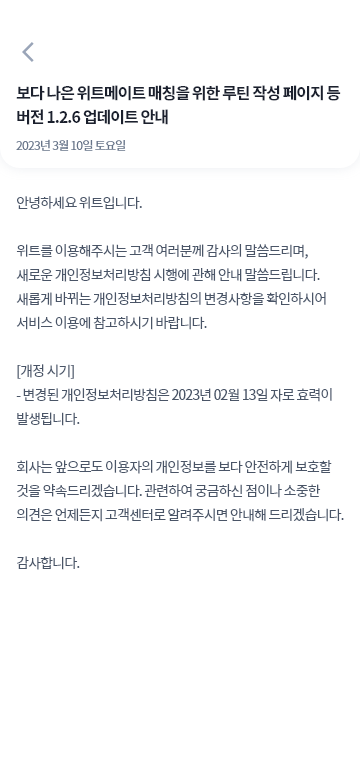 보다 나은 위트메이트 매칭을 위한 루틴 작성 페이지 등
버전 1.2.6 업데이트 안내
2023년 3월 10일 토요일
안녕하세요 위트입니다.
위트를 이용해주시는 고객 여러분께 감사의 말씀드리며,
새로운 개인정보처리방침 시행에 관해 안내 말씀드립니다.
새롭게 바뀌는 개인정보처리방침의 변경사항을 확인하시어
서비스 이용에 참고하시기 바랍니다.
[개정 시기]
- 변경된 개인정보처리방침은 2023년 02월 13일 자로 효력이
발생됩니다.
회사는 앞으로도 이용자의 개인정보를 보다 안전하게 보호할
것을 약속드리겠습니다. 관련하여 궁금하신 점이나 소중한
의견은 언제든지 고객센터로 알려주시면 안내해 드리겠습니다.
감사합니다.